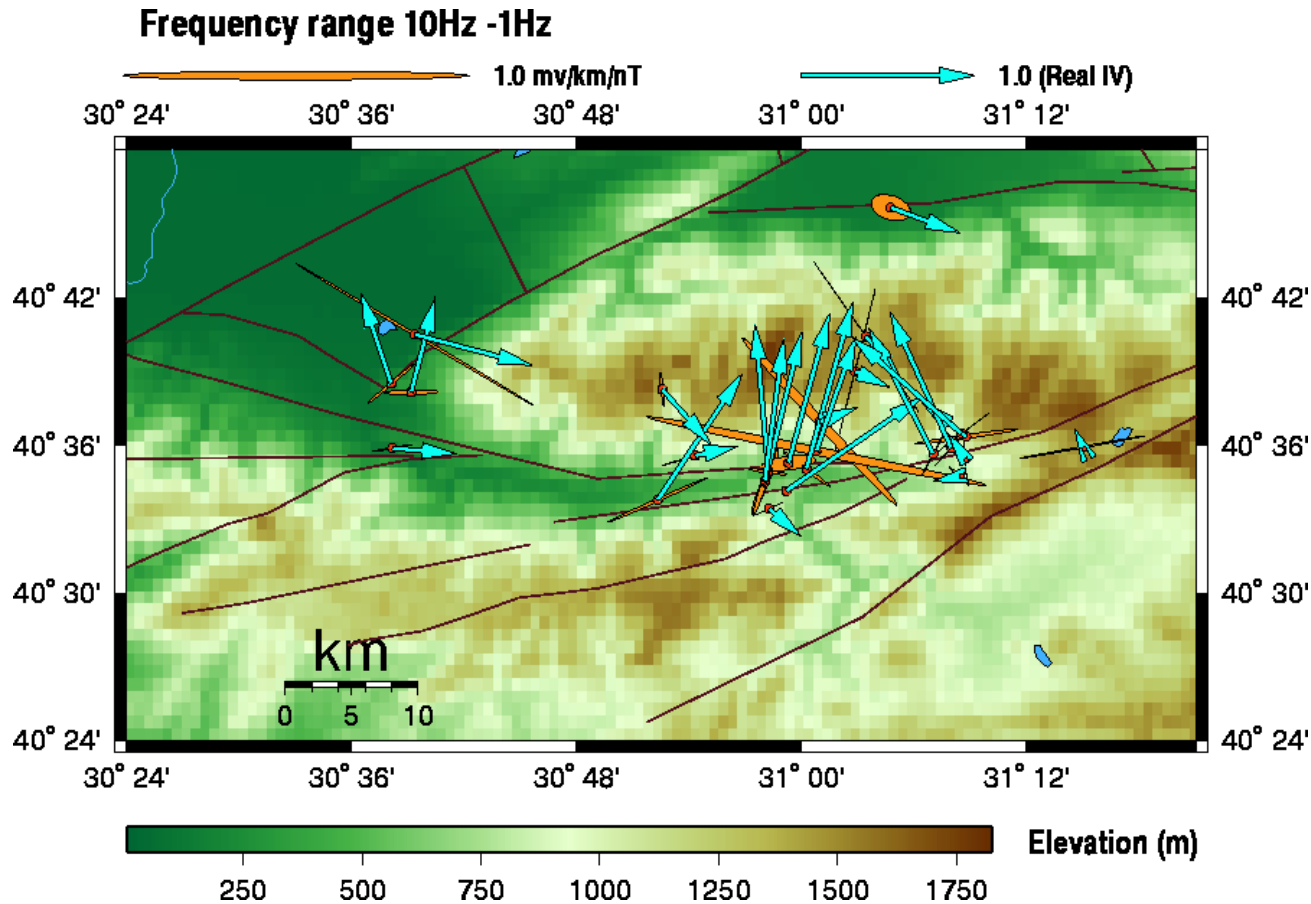 Frequency range 10Hz -1Hz
1.0 mv/km/nT 1.0 (Real IV)
30° 24' 30° 36' 30° 48' 31° 00' 31° 12'
40° 42' 40° 42'
40° 36' 40° 36'
40° 30' 40° 30'
km
0 5 10
40° 24' 40° 24'
30° 24' 30° 36' 30° 48' 31° 00' 31° 12'
Elevation (m)
250 500 750 1000 1250 1500 1750